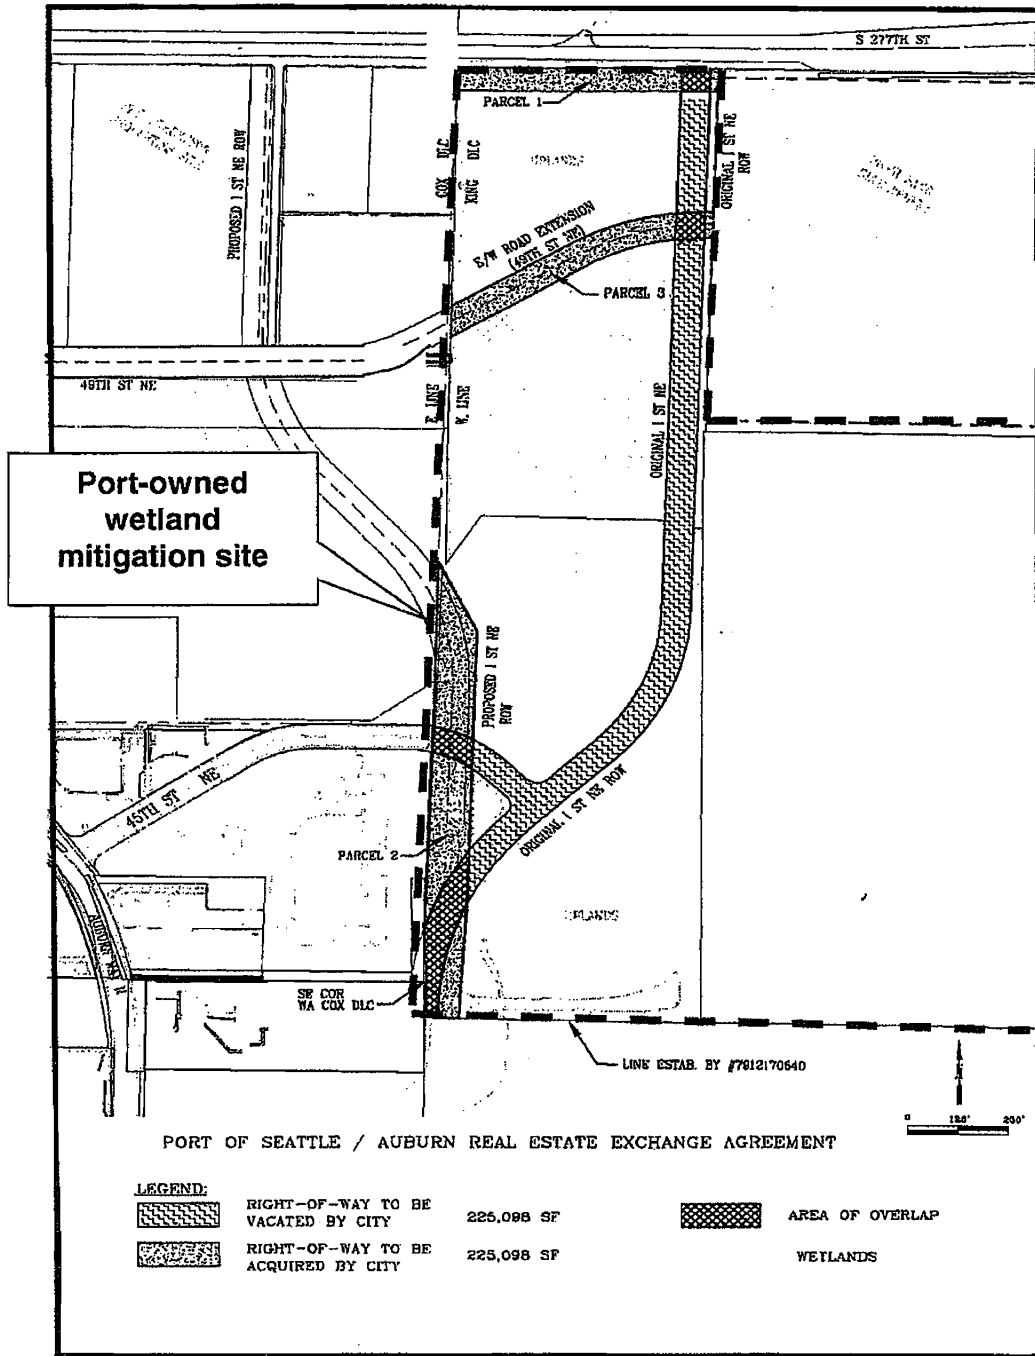 S 277TH ST
PARCEL 1
COX DLC
KING DLC
UPLANDS
ORIGINAL I ST NE
ROW
PROPOSED I ST NE ROW
E/W ROAD EXTENSION
(49TH ST NE)
PARCEL 3
49TH ST NE
E. LINE
W. LINE
ORIGINAL I ST NE
Port-owned
wetland
mitigation site
PROPOSED I ST NE
ROW
45TH ST NE
ORIGINAL I ST NE ROW
PARCEL 2
UPLANDS
AUBURN WAY N
SE COR
WA COX DLC
LINE ESTAB. BY #7912170640
0 125' 250'
PORT OF SEATTLE / AUBURN REAL ESTATE EXCHANGE AGREEMENT
LEGEND:
RIGHT-OF-WAY TO BE
VACATED BY CITY 225,098 SF
AREA OF OVERLAP
RIGHT-OF-WAY TO BE
ACQUIRED BY CITY 225,098 SF
WETLANDS